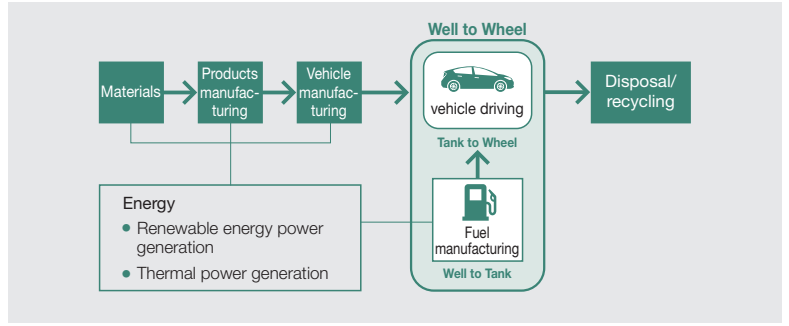 Well to Wheel
Materials
Products
manufac-
turing
Vehicle
manufac-
turing
vehicle driving
Tank to Wheel
Disposal/
recycling
Energy
● Renewable energy power
generation
● Thermal power generation
Fuel
manufacturing
Well to Tank